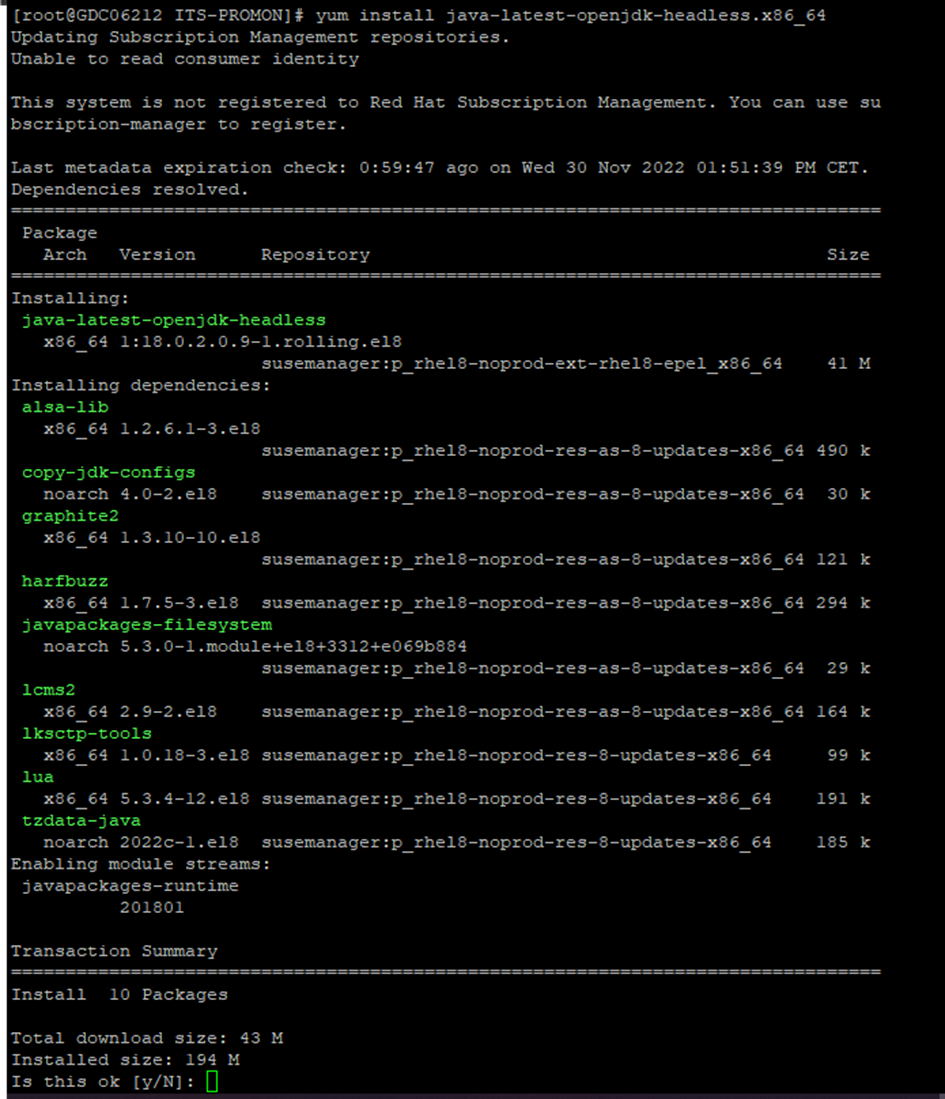 [root@GDC06212 ITS-PROMON]# yum install java-latest-openjdk-headless.x86_64
Updating Subscription Management repositories.
Unable to read consumer identity
This system is not registered to Red Hat Subscription Management. You can use su
bscription-manager to register.
Last metadata expiration check: 0:59:47 ago on Wed 30 Nov 2022 01:51:39 PM CET.
Dependencies resolved.
================================================================================
Package
Arch Version Repository Size
================================================================================
Installing:
java-latest-openjdk-headless
x86_64 1:18.0.2.0.9-1.rolling.el8
susemanager:p_rhel8-noprod-ext-rhel8-epel_x86_64 41 M
Installing dependencies:
alsa-lib
x86_64 1.2.6.1-3.el8
susemanager:p_rhel8-noprod-res-as-8-updates-x86_64 490 k
copy-jdk-configs
noarch 4.0-2.el8 susemanager:p_rhel8-noprod-res-as-8-updates-x86_64 30 k
graphite2
x86_64 1.3.10-10.el8
susemanager:p_rhel8-noprod-res-as-8-updates-x86_64 121 k
harfbuzz
x86_64 1.7.5-3.el8 susemanager:p_rhel8-noprod-res-as-8-updates-x86_64 294 k
javapackages-filesystem
noarch 5.3.0-1.module+el8+3312+e069b884
susemanager:p_rhel8-noprod-res-as-8-updates-x86_64 29 k
lcms2
x86_64 2.9-2.el8 susemanager:p_rhel8-noprod-res-as-8-updates-x86_64 164 k
lksctp-tools
x86_64 1.0.18-3.el8 susemanager:p_rhel8-noprod-res-8-updates-x86_64 99 k
lua
x86_64 5.3.4-12.el8 susemanager:p_rhel8-noprod-res-8-updates-x86_64 191 k
tzdata-java
noarch 2022c-1.el8 susemanager:p_rhel8-noprod-res-8-updates-x86_64 185 k
Enabling module streams:
javapackages-runtime
201801
Transaction Summary
================================================================================
Install 10 Packages
Total download size: 43 M
Installed size: 194 M
Is this ok [y/N]: